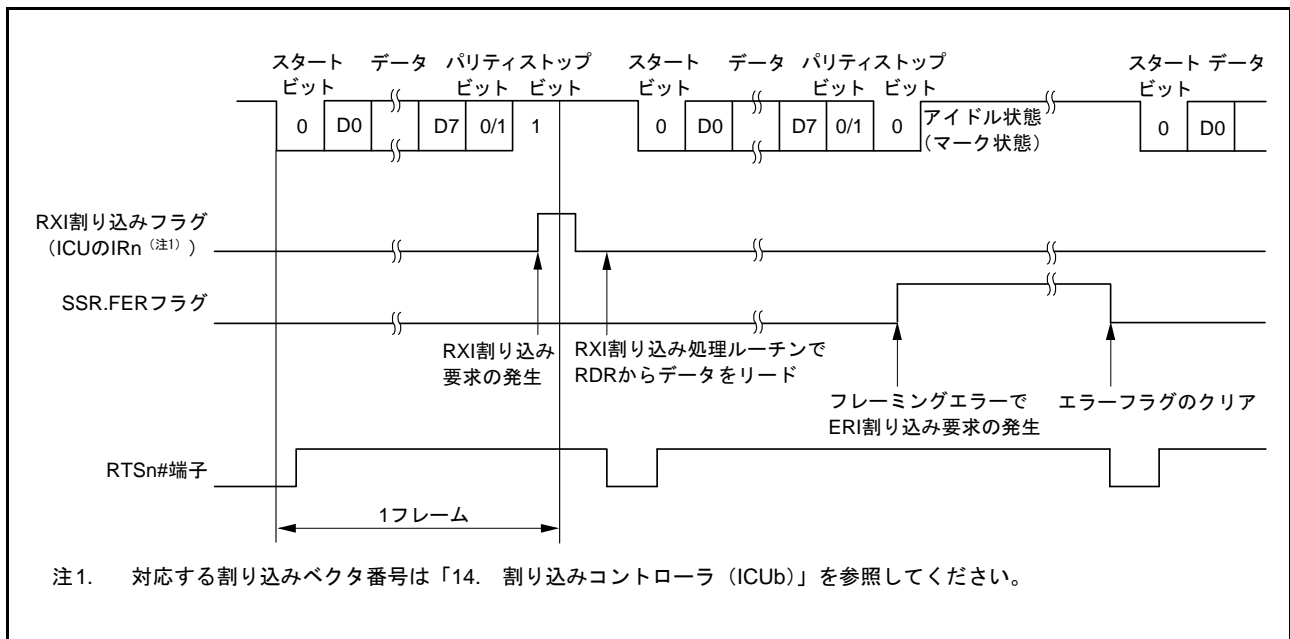 スタート データ パリティストップ スタート データ パリティストップ スタート データ
ビット ビット ビット ビット ビット ビット ビット
0 D0 D7 0/1 1 0 D0 D7 0/1 0 アイドル状態 0 D0
(マーク状態)
RXI割り込みフラグ
（ICUのIRn（注1））
SSR.FERフラグ
RXI割り込み
要求の発生
RXI割り込み処理ルーチンで
RDRからデータをリード
フレーミングエラーで
ERI割り込み要求の発生
エラーフラグのクリア
RTSn#端子
1フレーム
注1. 対応する割り込みベクタ番号は「14. 割り込みコントローラ（ICUb）」を参照してください。